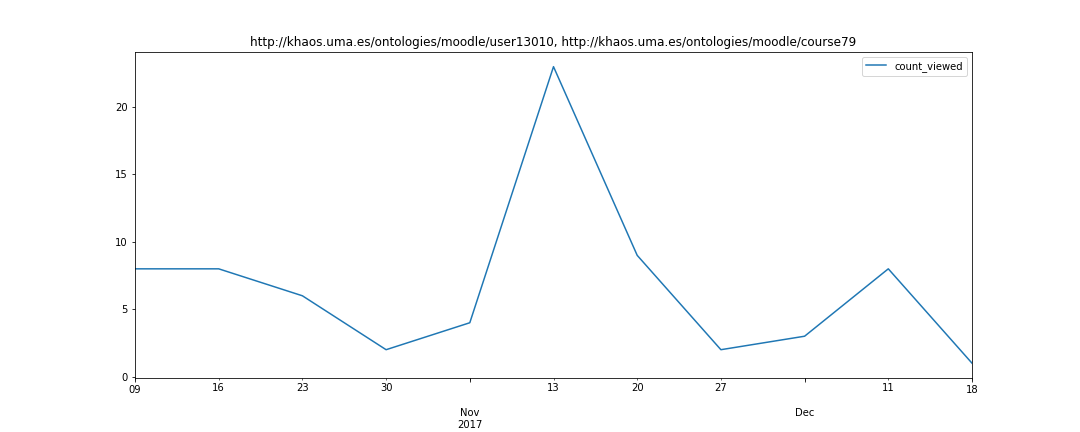 http://khaos.uma.es/ontologies/moodle/user13010, http://khaos.uma.es/ontologies/moodle/course79
count_viewed
20
15
10
5
0
09 16 23 30 13 20 27 11 18
Nov Dec
2017